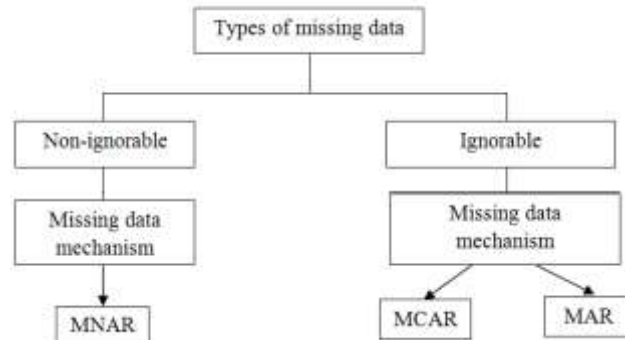 Types of missing data
Non-ignorable
Ignorable
Missing data
mechanism
Missing data
mechanism
MNAR
MCAR
MAR